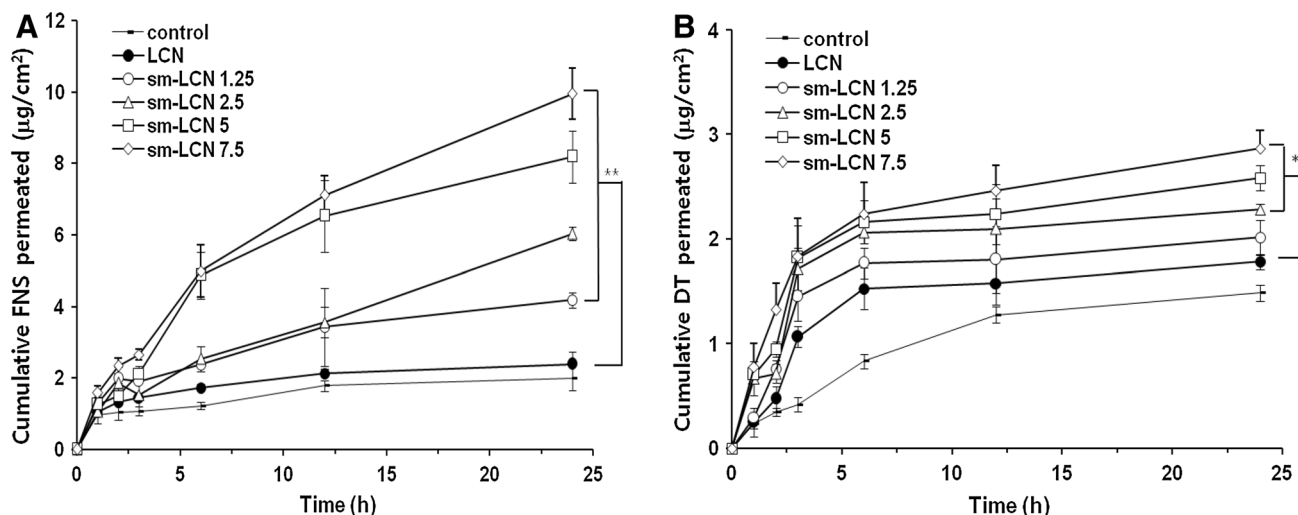 A
control
LCN
sm-LCN 1.25
sm-LCN 2.5
sm-LCN 5
sm-LCN 7.5
Cumulative FNS permeated (µg/cm²)
12
10
8
6
4
2
0
**
0 5 10 15 20 25
Time (h)
B
control
LCN
sm-LCN 1.25
sm-LCN 2.5
sm-LCN 5
sm-LCN 7.5
Cumulative DT permeated (µg/cm²)
4
3
2
1
0
*
0 5 10 15 20 25
Time (h)